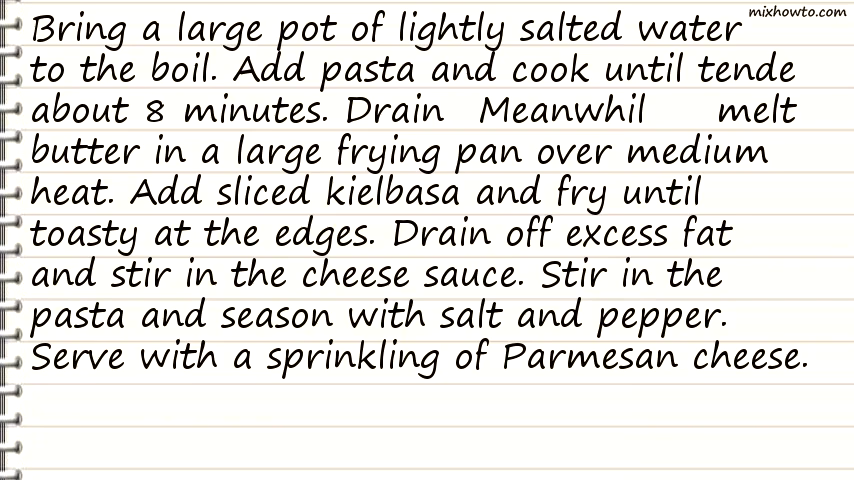 mixhowto.com
Bring a large pot of lightly salted water
to the boil. Add pasta and cook until tende
about 8 minutes. Drain Meanwhil melt
butter in a large frying pan over medium
heat. Add sliced kielbasa and fry until
toasty at the edges. Drain off excess fat
and stir in the cheese sauce. Stir in the
pasta and season with salt and pepper.
Serve with a sprinkling of Parmesan cheese.